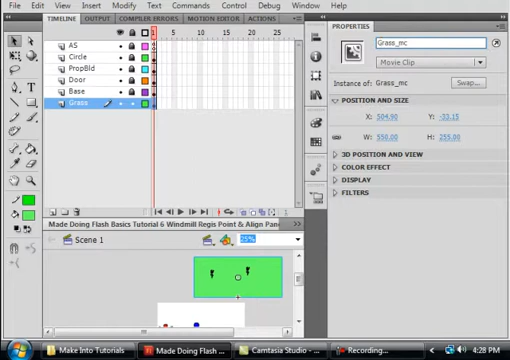 File Edit View Insert Modify Text Commands Control Debug Window Help
TIMELINE OUTPUT COMPILER ERRORS MOTION EDITOR ACTIONS
1 5 10 15 20 25
AS
Circle
PropBld
Door
Base
Grass
Made Doing Flash Basics Tutorial 6 Windmill Regis Point & Align Pane
Scene 1
PROPERTIES
Grass_mc
Movie Clip
Instance of: Grass_mc Swap...
POSITION AND SIZE
X: 504.90 Y: -33.15
W: 550.00 H: 255.00
3D POSITION AND VIEW
COLOR EFFECT
DISPLAY
FILTERS
Make Into Tutorials Made Doing Flash ... Camtasia Studio - ... Recording... 4:28 PM